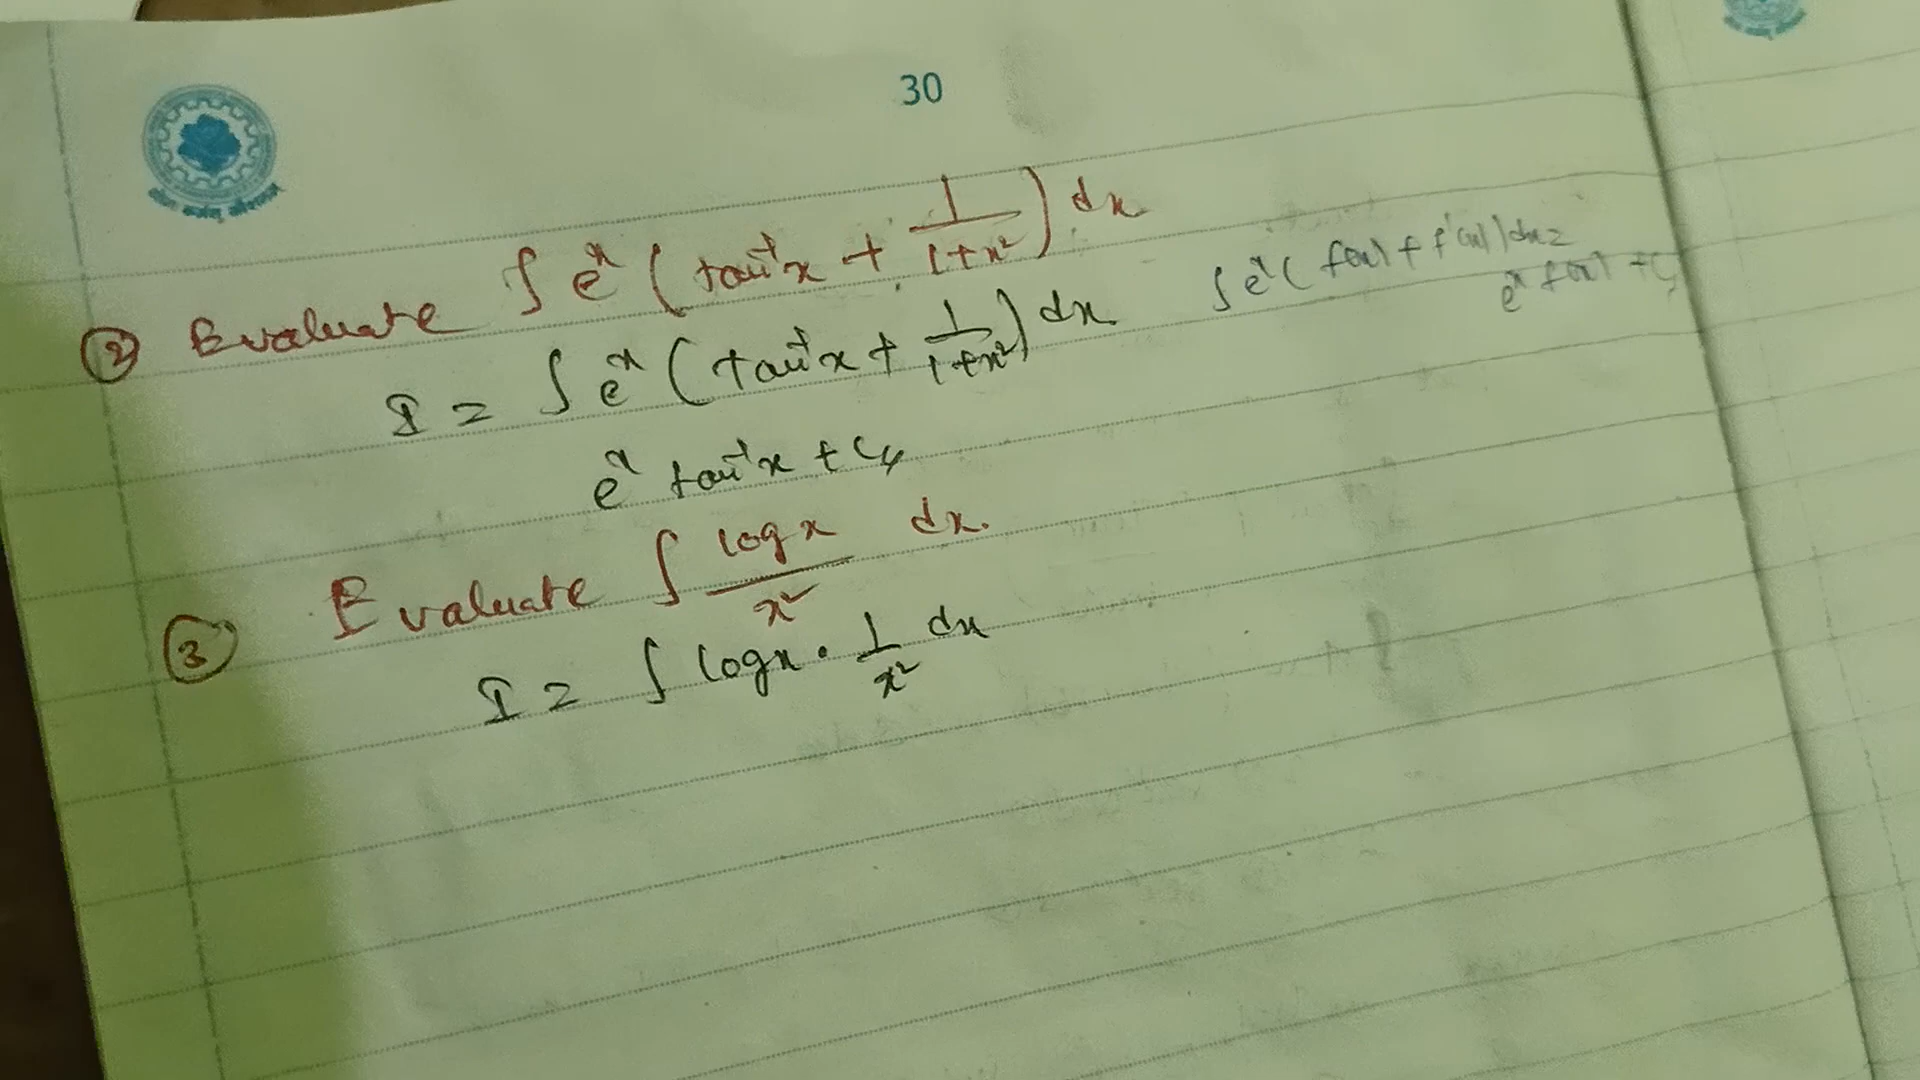 30
② Evaluate ∫ eˣ (tan⁻¹x + 1/(1+x²)) dx
∫ eˣ( f(x) + f'(x)) dx =
eˣ f(x) + C
I = ∫ eˣ (tan⁻¹x + 1/(1+x²)) dx
eˣ tan⁻¹x + C
③ Evaluate ∫ log x / x² dx.
I = ∫ log x · 1/x² dx